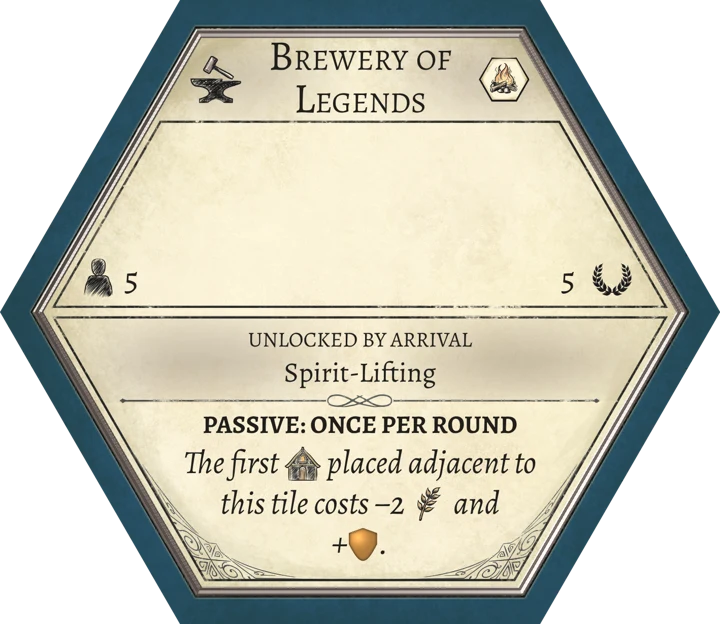 BREWERY OF
LEGENDS
5
5
UNLOCKED BY ARRIVAL
Spirit-Lifting
PASSIVE: ONCE PER ROUND
The first placed adjacent to
this tile costs –2 and
+.